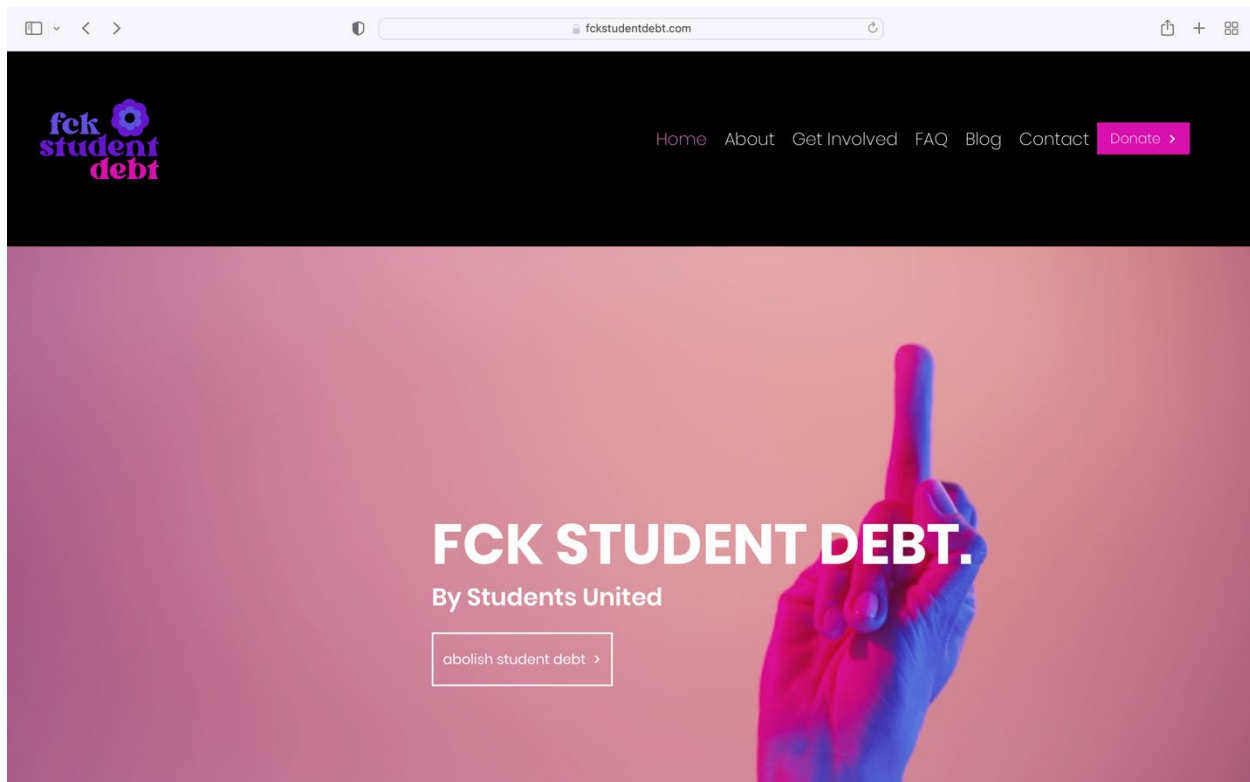 fckstudentdebt.com
fck
student
debt
Home About Get Involved FAQ Blog Contact Donate >
FCK STUDENT DEBT.
By Students United
abolish student debt >